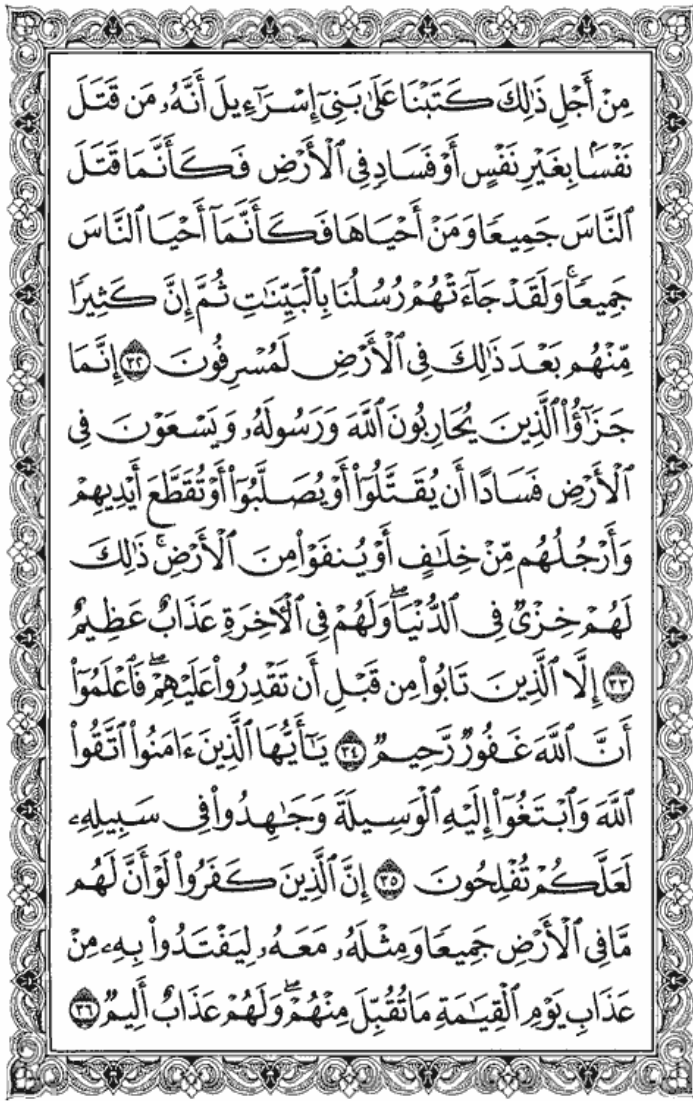 مِنْ أَجْلِ ذَٰلِكَ كَتَبْنَا عَلَىٰ بَنِىٓ إِسْرَٰٓءِيلَ أَنَّهُۥ مَن قَتَلَ
نَفْسًۢا بِغَيْرِ نَفْسٍ أَوْ فَسَادٍ فِى ٱلْأَرْضِ فَكَأَنَّمَا قَتَلَ
ٱلنَّاسَ جَمِيعًا وَمَنْ أَحْيَاهَا فَكَأَنَّمَآ أَحْيَا ٱلنَّاسَ
جَمِيعًا ۚ وَلَقَدْ جَآءَتْهُمْ رُسُلُنَا بِٱلْبَيِّنَٰتِ ثُمَّ إِنَّ كَثِيرًا
مِّنْهُم بَعْدَ ذَٰلِكَ فِى ٱلْأَرْضِ لَمُسْرِفُونَ ٣٢ إِنَّمَا
جَزَٰٓؤُا۟ ٱلَّذِينَ يُحَارِبُونَ ٱللَّهَ وَرَسُولَهُۥ وَيَسْعَوْنَ فِى
ٱلْأَرْضِ فَسَادًا أَن يُقَتَّلُوٓا۟ أَوْ يُصَلَّبُوٓا۟ أَوْ تُقَطَّعَ أَيْدِيهِمْ
وَأَرْجُلُهُم مِّنْ خِلَٰفٍ أَوْ يُنفَوْا۟ مِنَ ٱلْأَرْضِ ۚ ذَٰلِكَ
لَهُمْ خِزْىٌ فِى ٱلدُّنْيَا ۖ وَلَهُمْ فِى ٱلْءَاخِرَةِ عَذَابٌ عَظِيمٌ
٣٣ إِلَّا ٱلَّذِينَ تَابُوا۟ مِن قَبْلِ أَن تَقْدِرُوا۟ عَلَيْهِمْ ۖ فَٱعْلَمُوٓا۟
أَنَّ ٱللَّهَ غَفُورٌ رَّحِيمٌ ٣٤ يَٰٓأَيُّهَا ٱلَّذِينَ ءَامَنُوا۟ ٱتَّقُوا۟
ٱللَّهَ وَٱبْتَغُوٓا۟ إِلَيْهِ ٱلْوَسِيلَةَ وَجَٰهِدُوا۟ فِى سَبِيلِهِۦ
لَعَلَّكُمْ تُفْلِحُونَ ٣٥ إِنَّ ٱلَّذِينَ كَفَرُوا۟ لَوْ أَنَّ لَهُم
مَّا فِى ٱلْأَرْضِ جَمِيعًا وَمِثْلَهُۥ مَعَهُۥ لِيَفْتَدُوا۟ بِهِۦ مِنْ
عَذَابِ يَوْمِ ٱلْقِيَٰمَةِ مَا تُقُبِّلَ مِنْهُمْ ۖ وَلَهُمْ عَذَابٌ أَلِيمٌ ٣٦